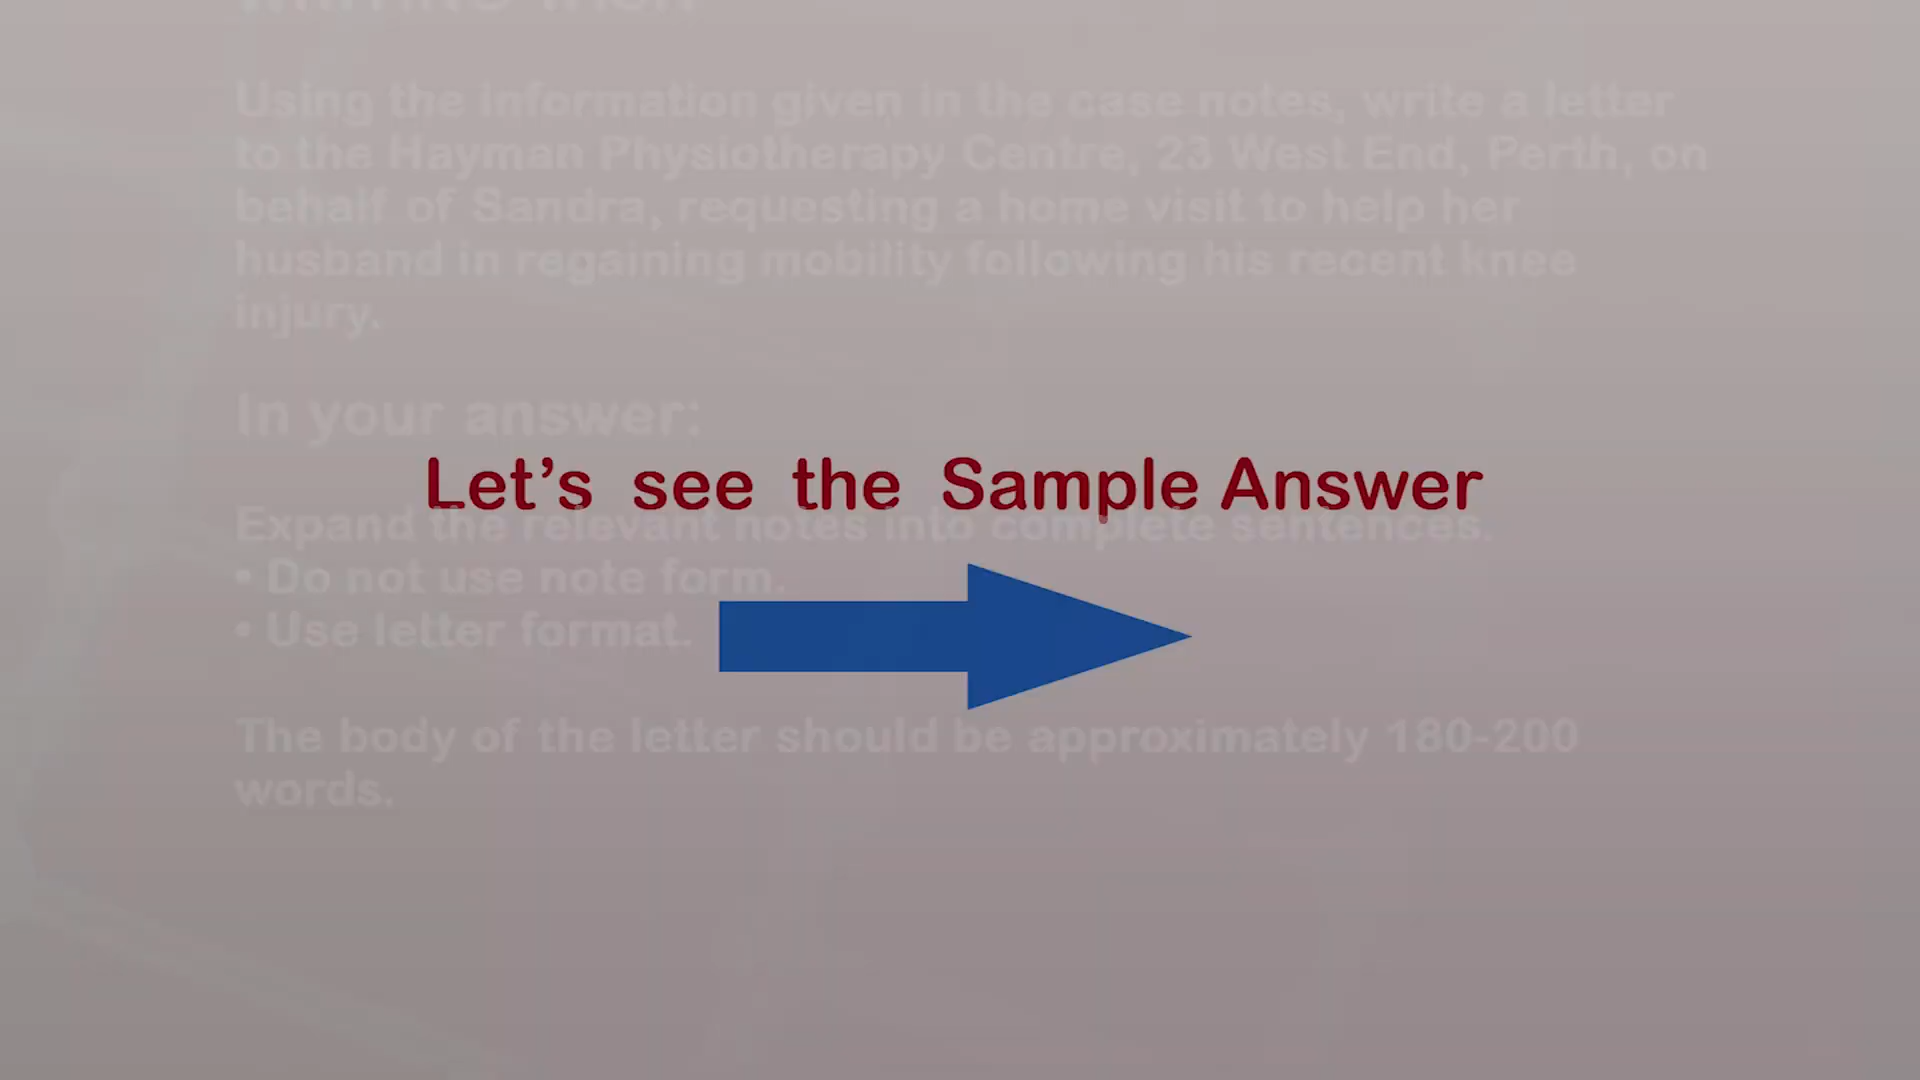 WRITING TASK
Using the information given in the case notes, write a letter
to the Hayman Physiotherapy Centre, 23 West End, Perth, on
behalf of Sandra, requesting a home visit to help her
husband in regaining mobility following his recent knee
injury.
In your answer:
Let’s see the Sample Answer
Expand the relevant notes into complete sentences.
• Do not use note form.
• Use letter format.
The body of the letter should be approximately 180-200
words.